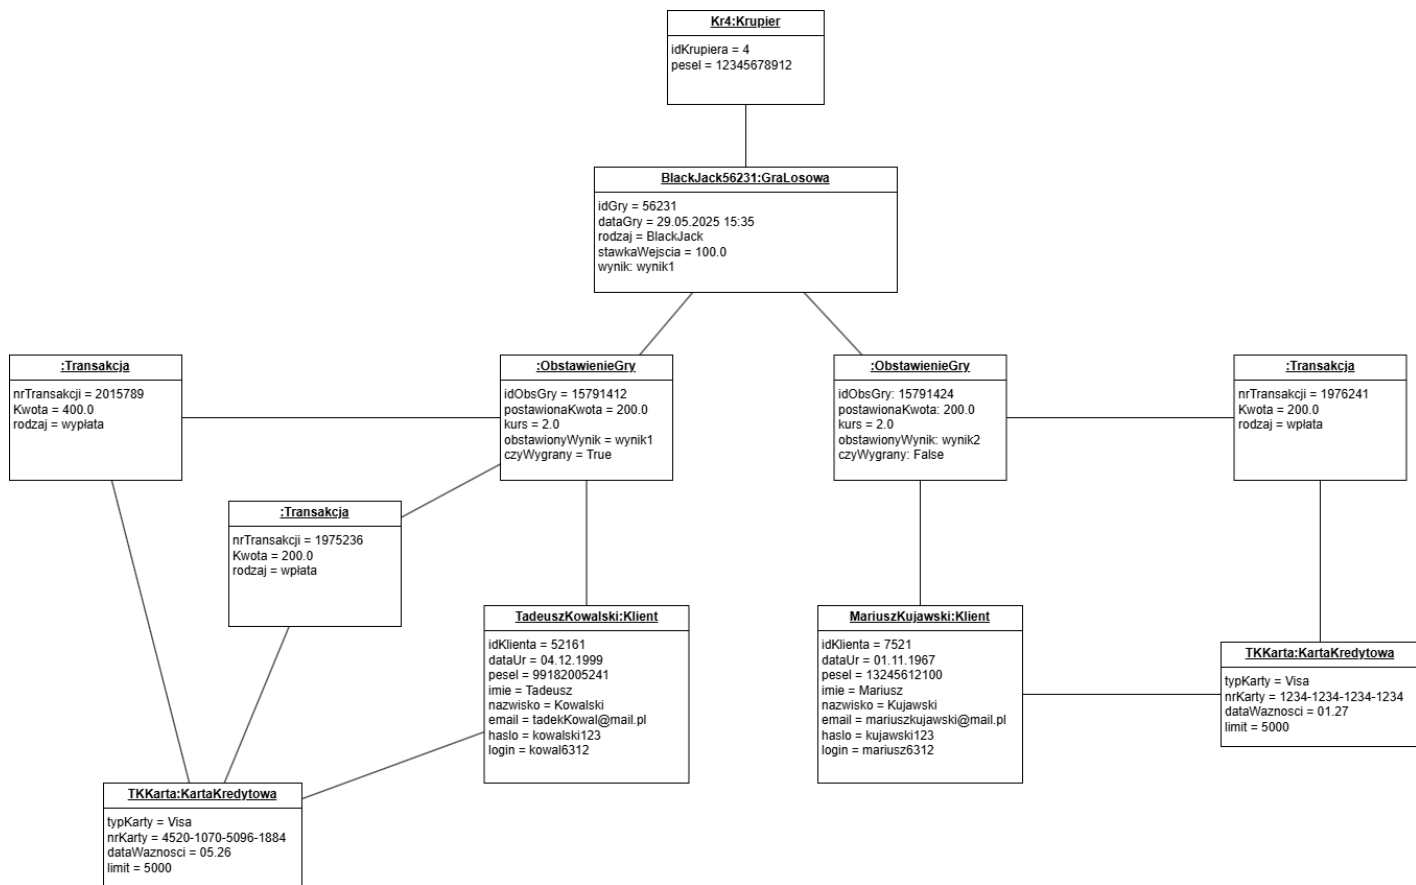 Kr4:Krupier
idKrupiera = 4
pesel = 12345678912
BlackJack56231:GraLosowa
idGry = 56231
dataGry = 29.05.2025 15:35
rodzaj = BlackJack
stawkaWejscia = 100.0
wynik: wynik1
:Transakcja
nrTransakcji = 2015789
Kwota = 400.0
rodzaj = wypłata
:ObstawienieGry
idObsGry = 15791412
postawionaKwota = 200.0
kurs = 2.0
obstawionyWynik = wynik1
czyWygrany = True
:ObstawienieGry
idObsGry: 15791424
postawionaKwota: 200.0
kurs = 2.0
obstawionyWynik: wynik2
czyWygrany: False
:Transakcja
nrTransakcji = 1976241
Kwota = 200.0
rodzaj = wpłata
:Transakcja
nrTransakcji = 1975236
Kwota = 200.0
rodzaj = wpłata
TadeuszKowalski:Klient
idKlienta = 52161
dataUr = 04.12.1999
pesel = 99182005241
imie = Tadeusz
nazwisko = Kowalski
email = tadekKowal@mail.pl
haslo = kowalski123
login = kowal6312
MariuszKujawski:Klient
idKlienta = 7521
dataUr = 01.11.1967
pesel = 13245612100
imie = Mariusz
nazwisko = Kujawski
email = mariuszkujawski@mail.pl
haslo = kujawski123
login = mariusz6312
TKKarta:KartaKredytowa
typKarty = Visa
nrKarty = 1234-1234-1234-1234
dataWaznosci = 01.27
limit = 5000
TKKarta:KartaKredytowa
typKarty = Visa
nrKarty = 4520-1070-5096-1884
dataWaznosci = 05.26
limit = 5000